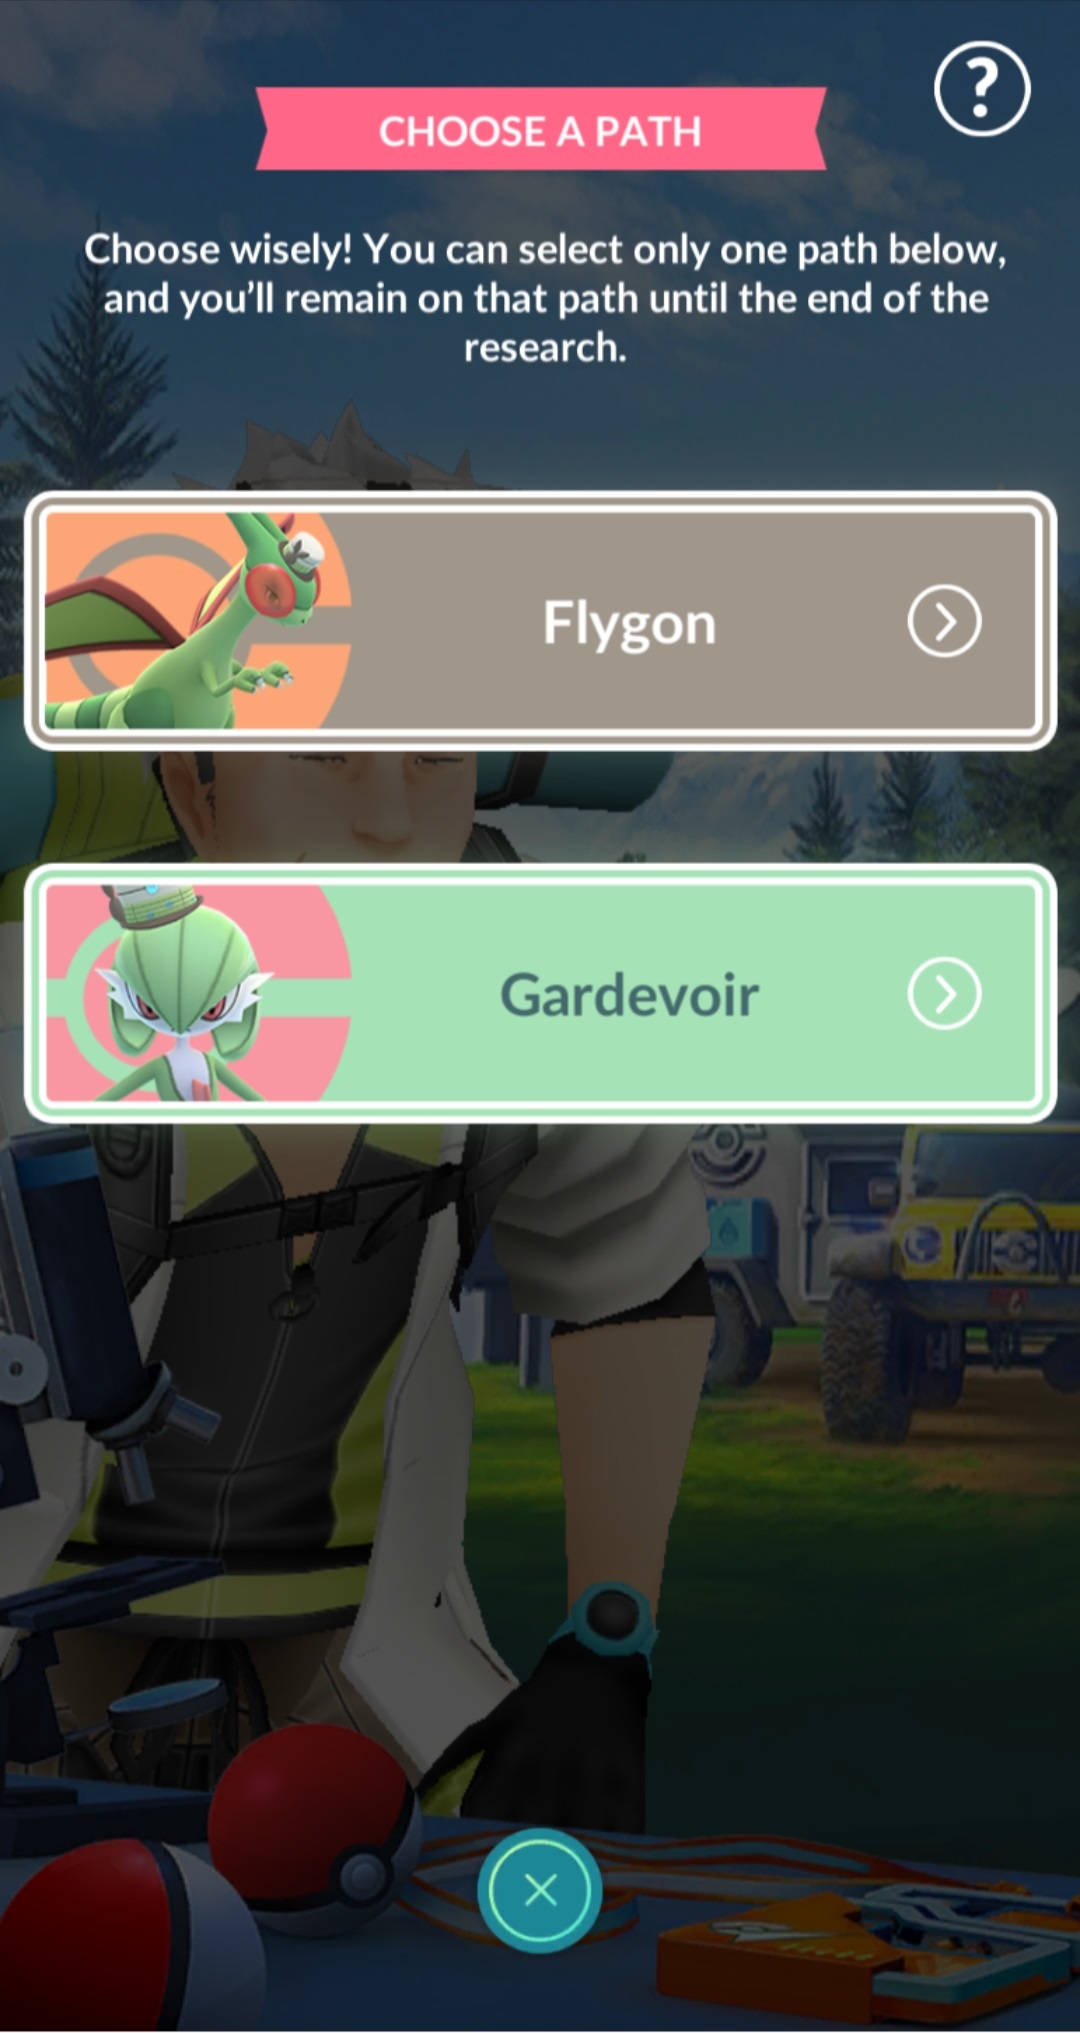 CHOOSE A PATH
?
Choose wisely! You can select only one path below,
and you’ll remain on that path until the end of the
research.
Flygon
Gardevoir